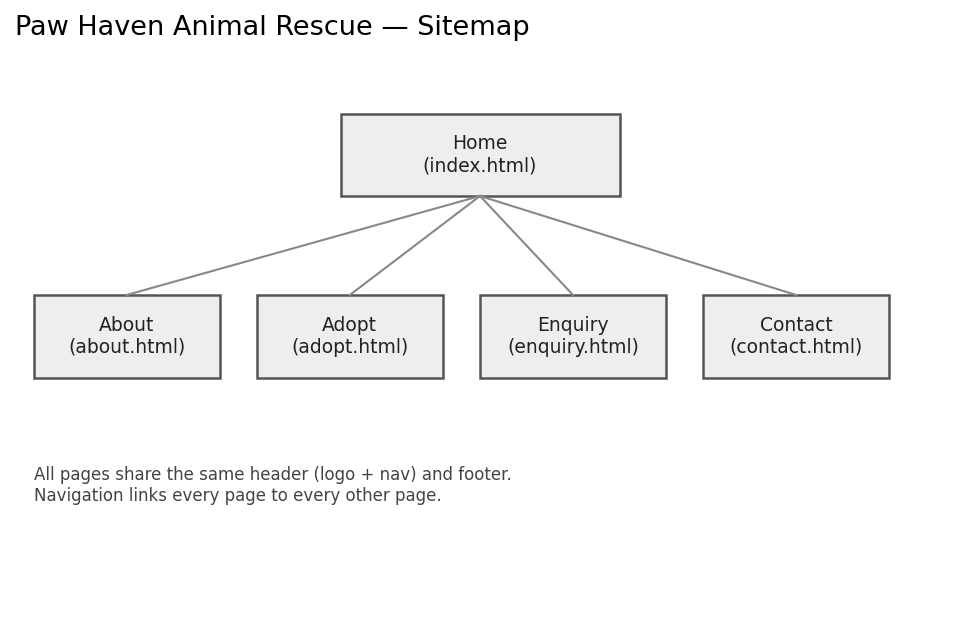 Paw Haven Animal Rescue — Sitemap
Home
(index.html)
About
(about.html)
Adopt
(adopt.html)
Enquiry
(enquiry.html)
Contact
(contact.html)
All pages share the same header (logo + nav) and footer.
Navigation links every page to every other page.